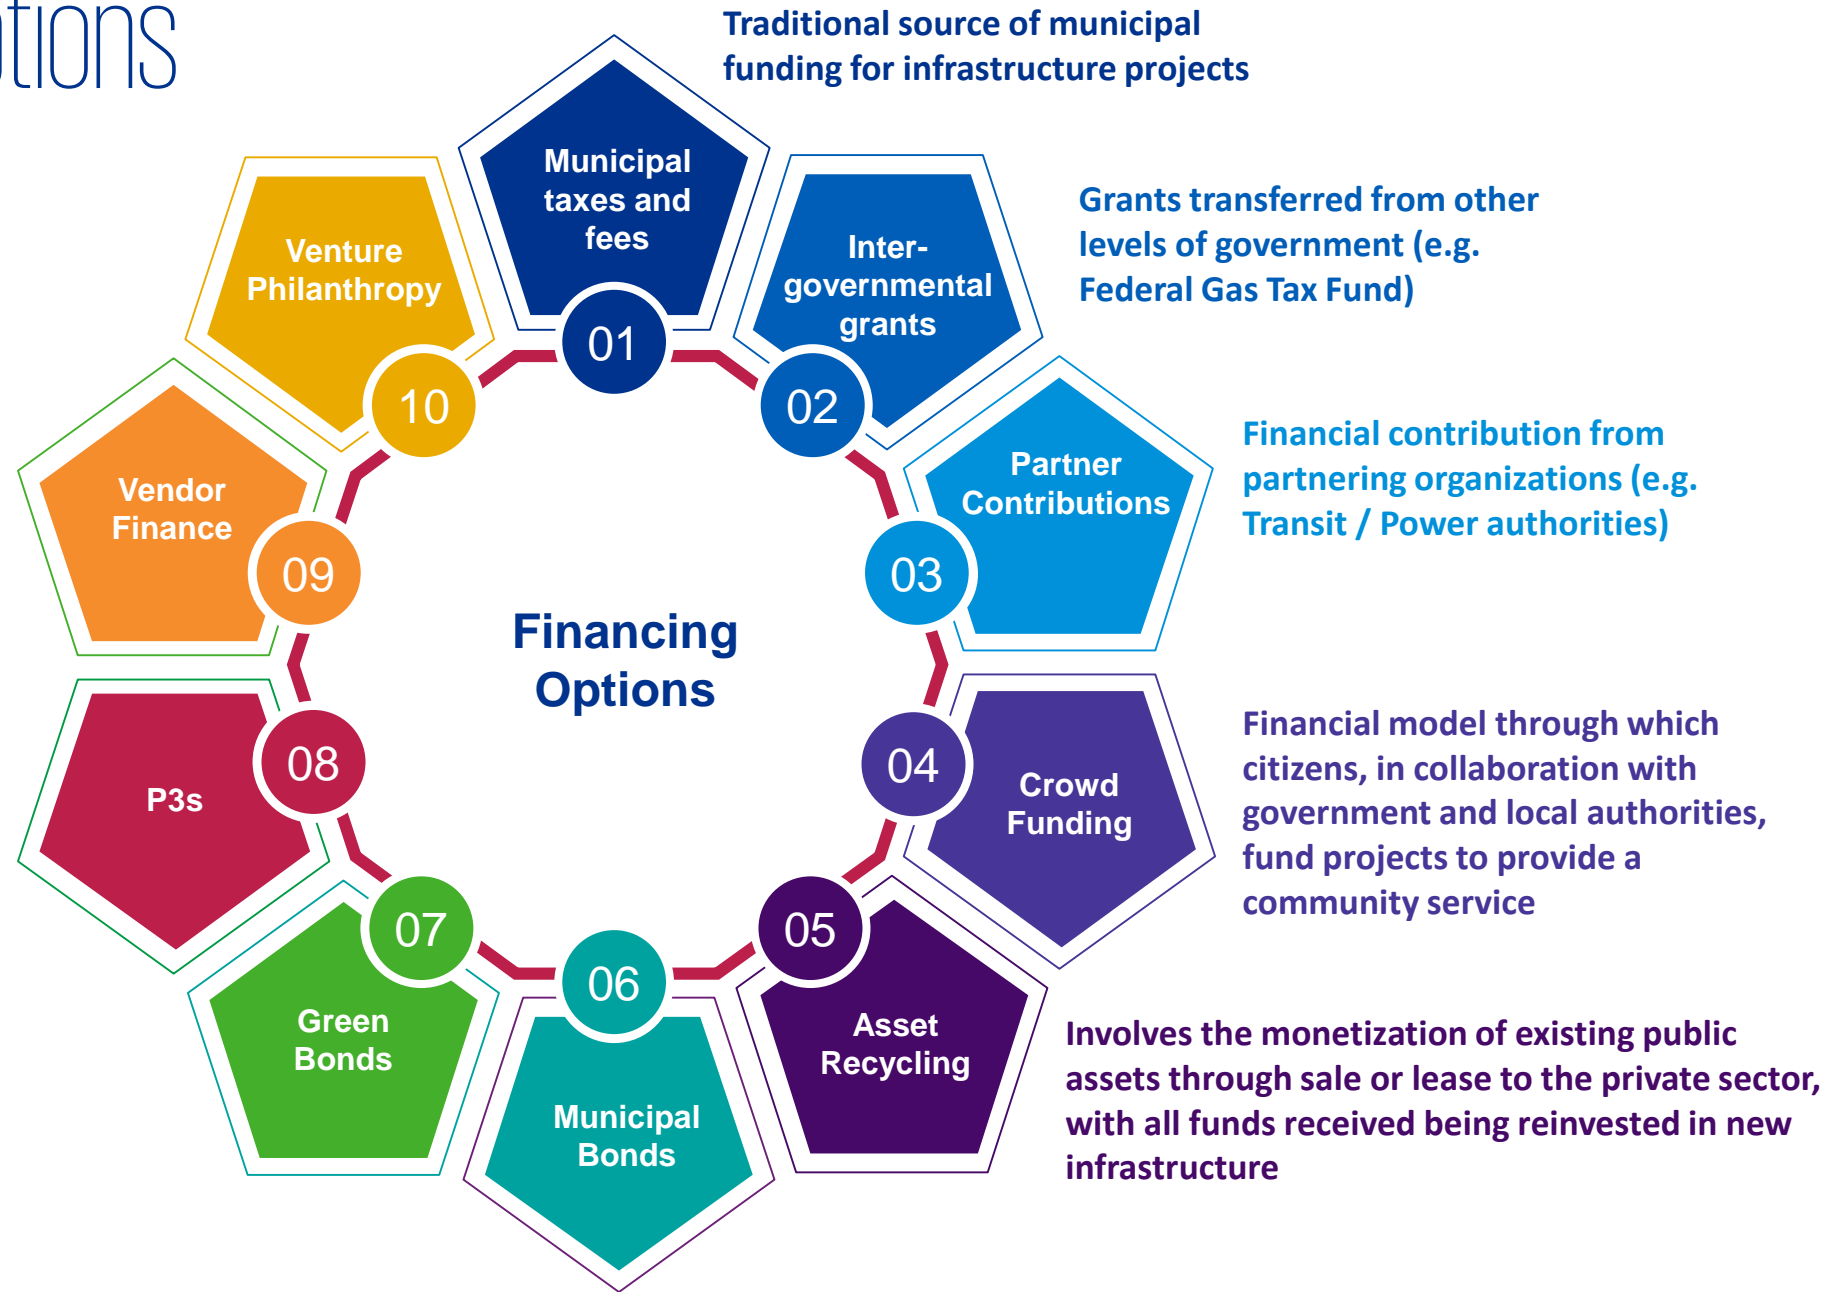 Traditional source of municipal
funding for infrastructure projects
Municipal
taxes and
fees
01
Inter-
governmental
grants
02
Grants transferred from other
levels of government (e.g.
Federal Gas Tax Fund)
Partner
Contributions
03
Financial contribution from
partnering organizations (e.g.
Transit / Power authorities)
Crowd
Funding
04
Financial model through which
citizens, in collaboration with
government and local authorities,
fund projects to provide a
community service
Asset
Recycling
05
Involves the monetization of existing public
assets through sale or lease to the private sector,
with all funds received being reinvested in new
infrastructure
Municipal
Bonds
06
Green
Bonds
07
P3s
08
Vendor
Finance
09
Venture
Philanthropy
10
Financing
Options